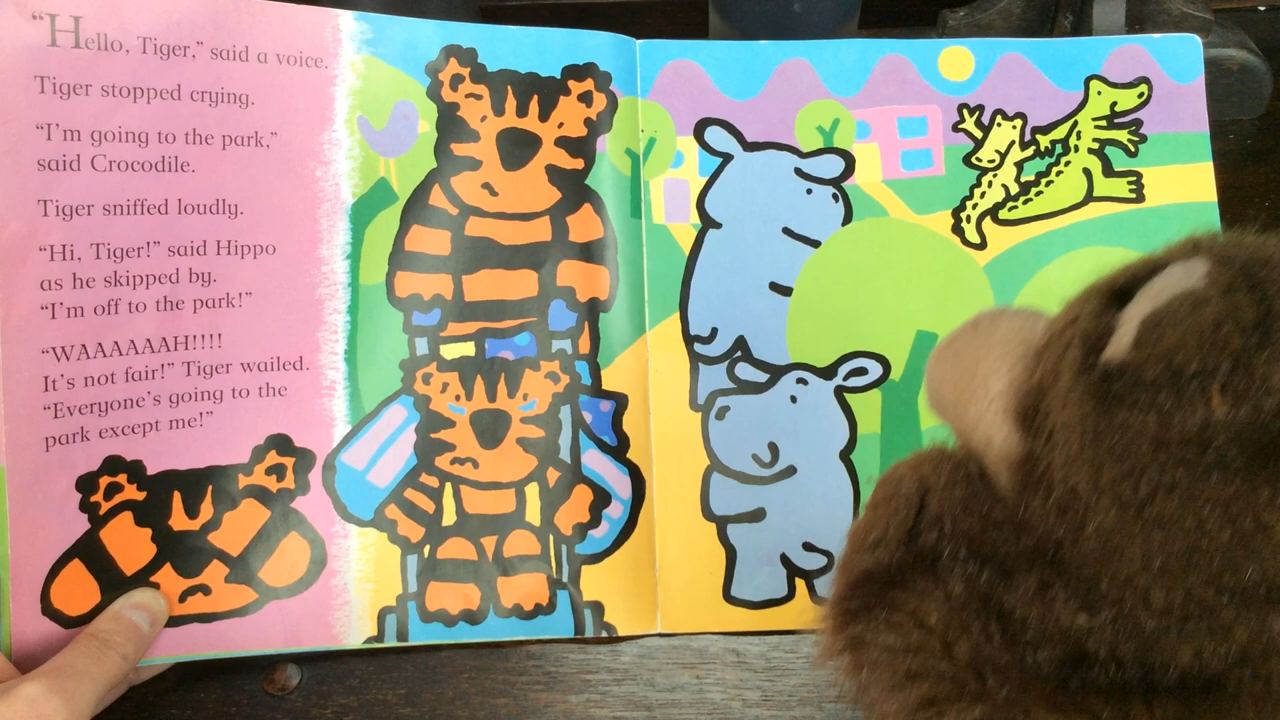 “Hello, Tiger,” said a voice.
Tiger stopped crying.
“I’m going to the park,”
said Crocodile.
Tiger sniffed loudly.
“Hi, Tiger!” said Hippo
as he skipped by.
“I’m off to the park!”
“WAAAAAAH!!!!
It’s not fair!” Tiger wailed.
“Everyone’s going to the
park except me!”